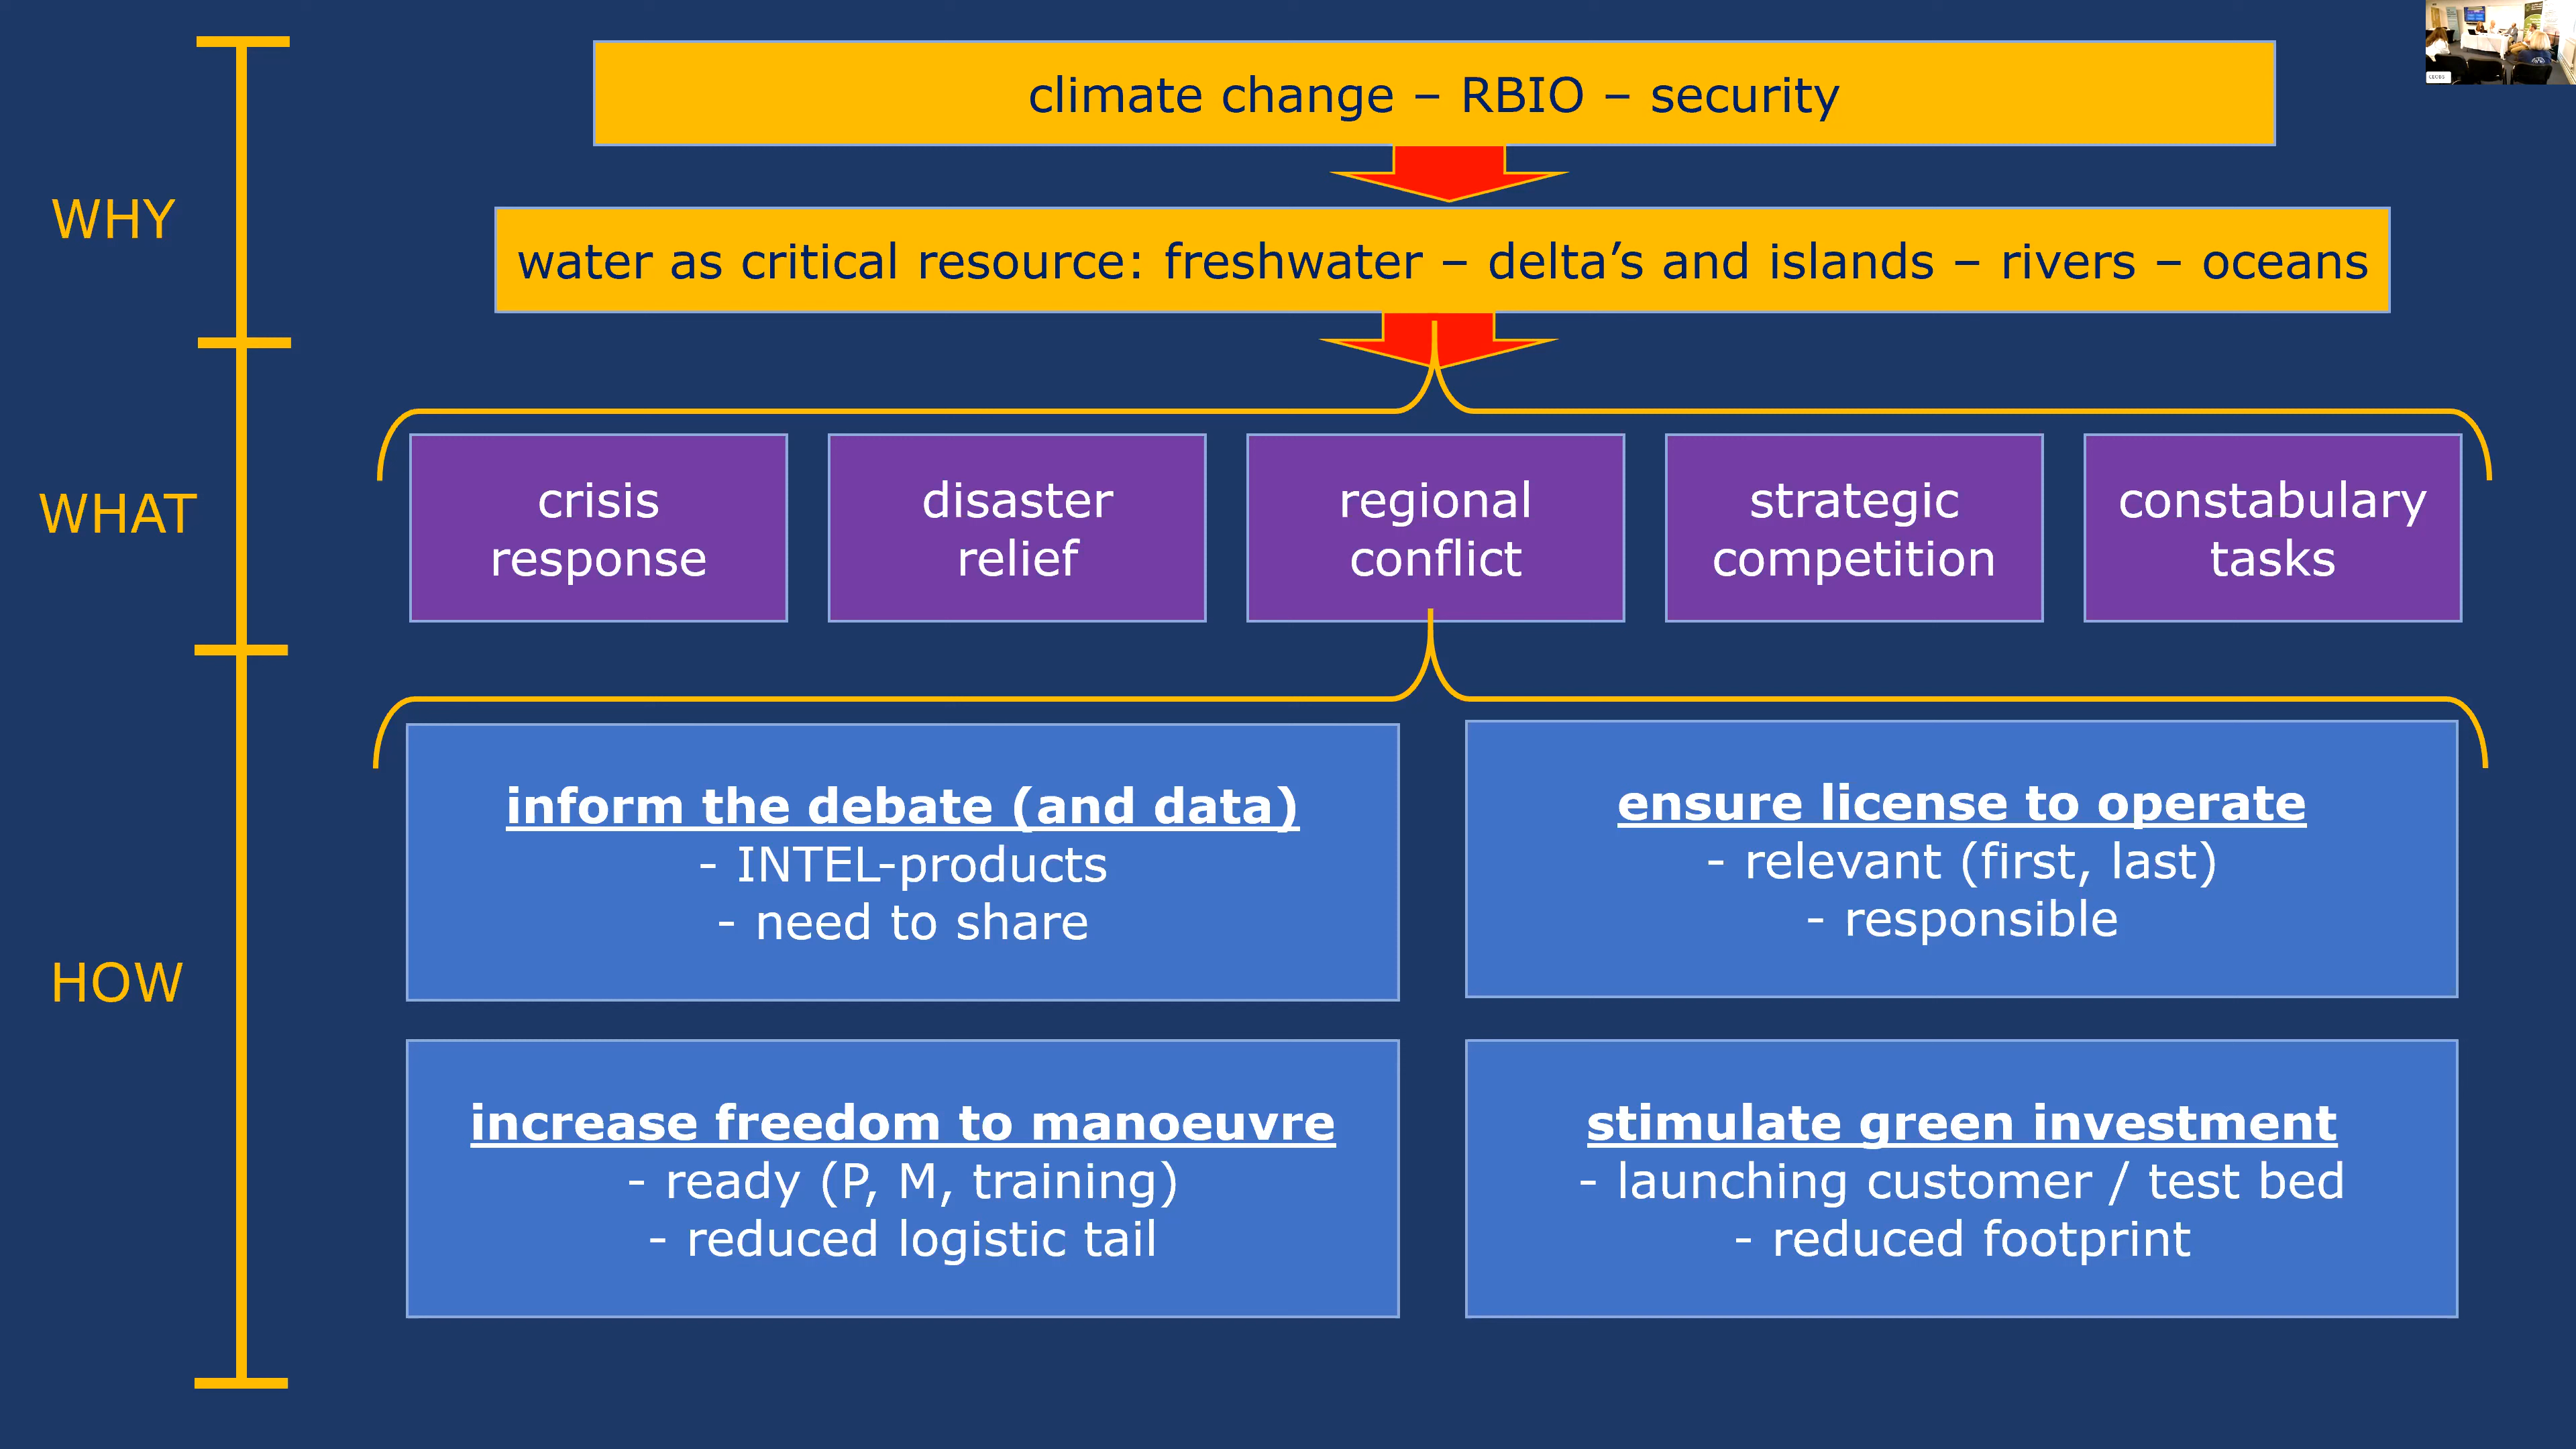 climate change – RBIO – security
WHY
water as critical resource: freshwater – delta’s and islands – rivers – oceans
WHAT
crisis
response
disaster
relief
regional
conflict
strategic
competition
constabulary
tasks
HOW
inform the debate (and data)
- INTEL-products
- need to share
ensure license to operate
- relevant (first, last)
- responsible
increase freedom to manoeuvre
- ready (P, M, training)
- reduced logistic tail
stimulate green investment
- launching customer / test bed
- reduced footprint